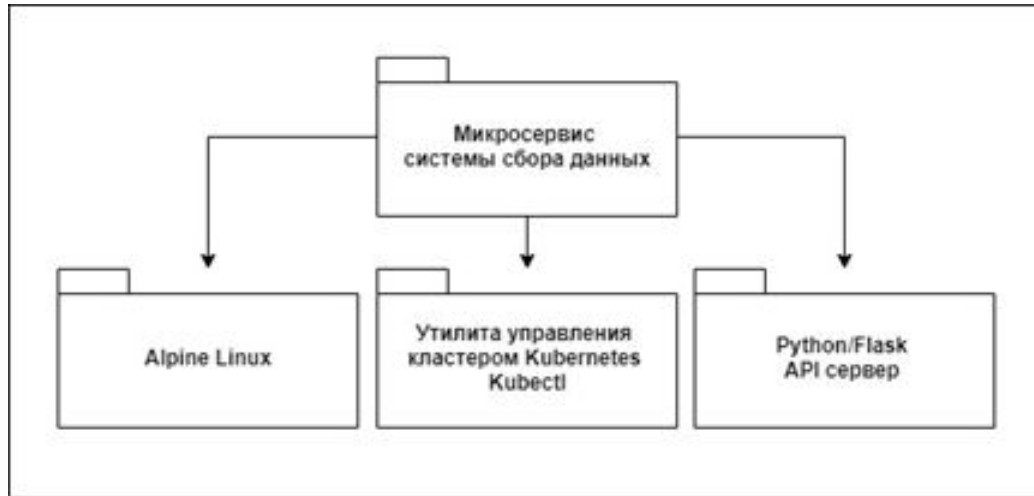 Микросервис
системы сбора данных
Alpine Linux
Утилита управления
кластером Kubernetes
Kubectl
Python/Flask
API сервер